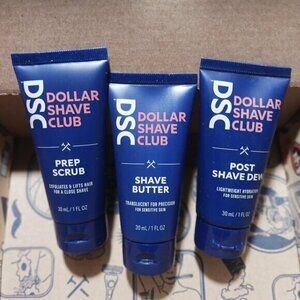 DSC
DOLLAR
SHAVE
CLUB
PREP
SCRUB
EXFOLIATES & LIFTS HAIR
FOR A CLOSE SHAVE
30 mL / 1 FL OZ
DSC
DOLLAR
SHAVE
CLUB
SHAVE
BUTTER
TRANSLUCENT FOR PRECISION
FOR SENSITIVE SKIN
30 mL / 1 FL OZ
DSC
DOLLAR
SHAVE
CLUB
POST
SHAVE DEW
LIGHTWEIGHT HYDRATION
FOR SENSITIVE SKIN
30 mL / 1 FL OZ